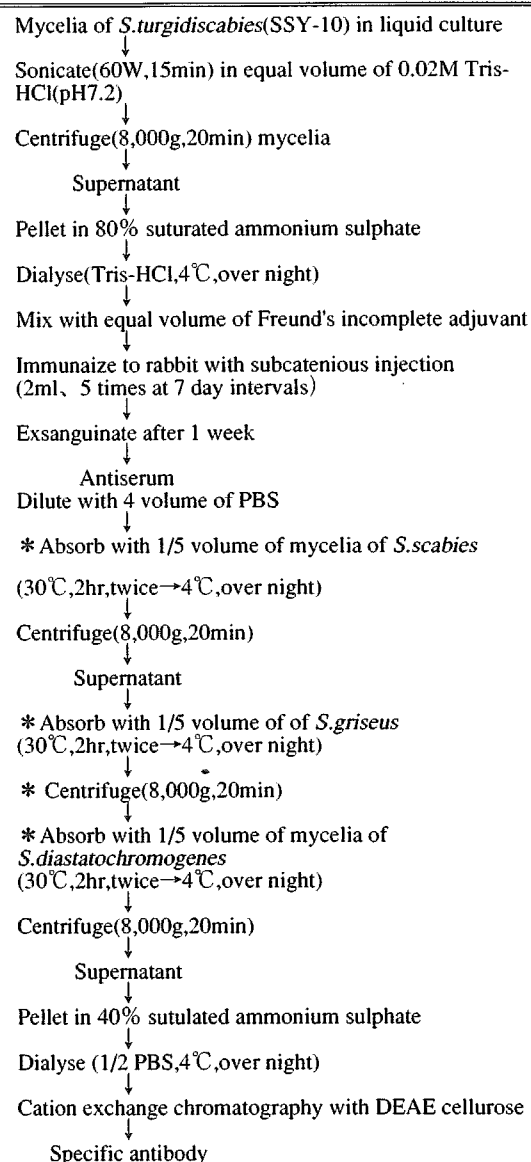 Mycelia of S.turgidiscabies(SSY-10) in liquid culture
↓
Sonicate(60W,15min) in equal volume of 0.02M Tris-
HCl(pH7.2)
↓
Centrifuge(8,000g,20min) mycelia
↓
Supernatant
↓
Pellet in 80% suturated ammonium sulphate
↓
Dialyse(Tris-HCl,4℃,over night)
↓
Mix with equal volume of Freund's incomplete adjuvant
↓
Immunaize to rabbit with subcatenious injection
(2ml、5 times at 7 day intervals)
↓
Exsanguinate after 1 week
↓
Antiserum
Dilute with 4 volume of PBS
↓
*Absorb with 1/5 volume of mycelia of S.scabies
(30℃,2hr,twice→4℃,over night)
↓
Centrifuge(8,000g,20min)
↓
Supernatant
↓
*Absorb with 1/5 volume of of S.griseus
(30℃,2hr,twice→4℃,over night)
↓
* Centrifuge(8,000g,20min)
↓
*Absorb with 1/5 volume of mycelia of
S.diastatochromogenes
(30℃,2hr,twice→4℃,over night)
↓
Centrifuge(8,000g,20min)
↓
Supernatant
↓
Pellet in 40% sutulated ammonium sulphate
↓
Dialyse (1/2 PBS,4℃,over night)
↓
Cation exchange chromatography with DEAE cellurose
↓
Specific antibody